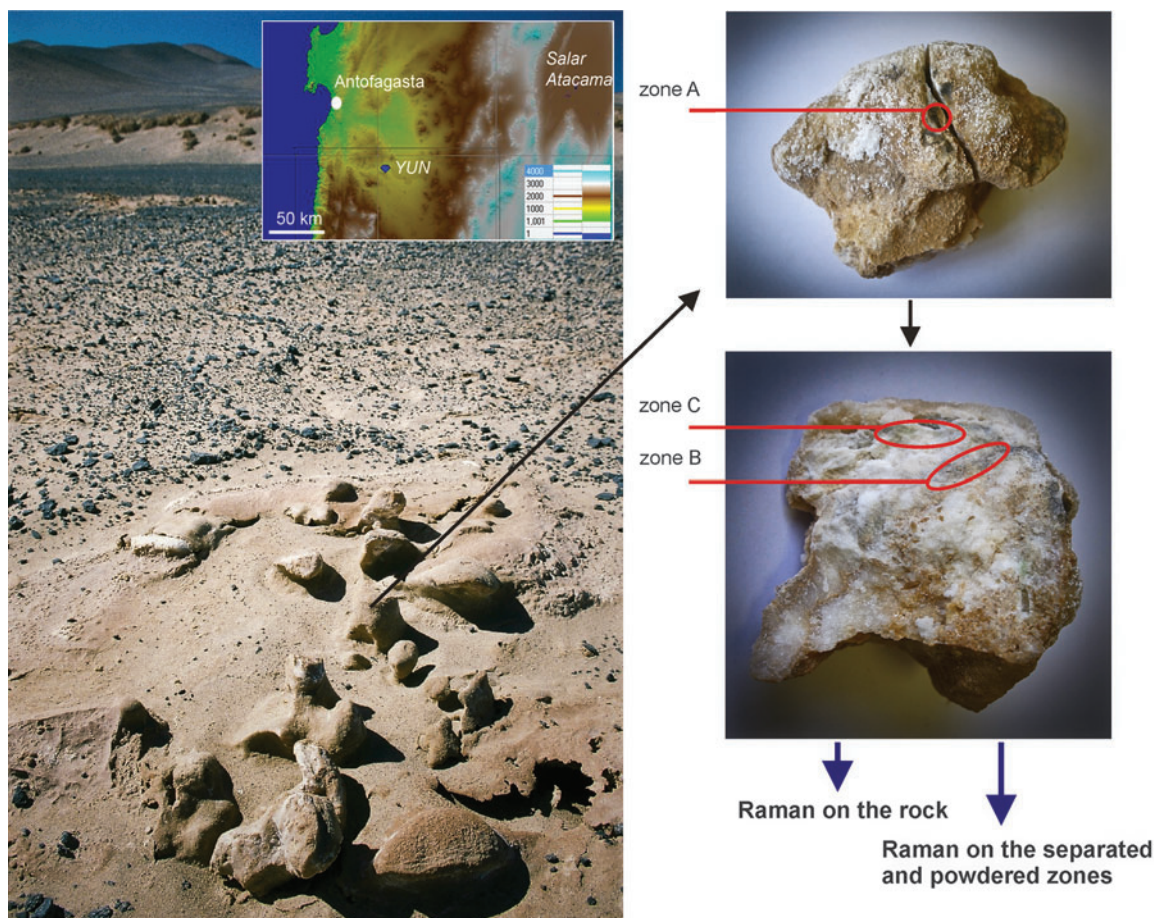 Salar
Atacama
Antofagasta
YUN
50 km
4000
3000
2000
1000
1,001
1
zone A
zone C
zone B
Raman on the rock
Raman on the separated
and powdered zones